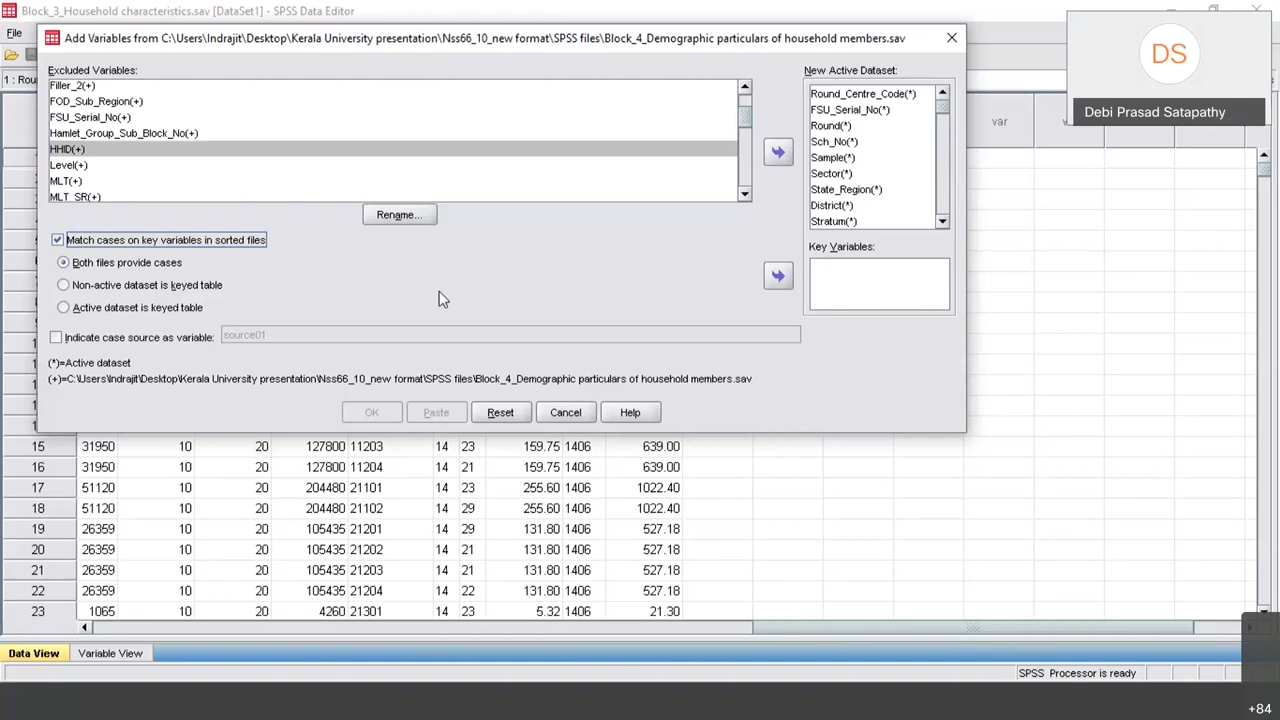 Block_3_Household characteristics.sav [DataSet1] - SPSS Data Editor
File
Add Variables from C:\Users\Indrajit\Desktop\Kerala University presentation\Nss66_10_new format\SPSS files\Block_4_Demographic particulars of household members.sav
DS
Debi Prasad Satapathy
1 : Rou
var
Excluded Variables:
Filler_2(+)
FOD_Sub_Region(+)
FSU_Serial_No(+)
Hamlet_Group_Sub_Block_No(+)
HHID(+)
Level(+)
MLT(+)
MLT_SR(+)
Rename...
New Active Dataset:
Round_Centre_Code(*)
FSU_Serial_No(*)
Round(*)
Sch_No(*)
Sample(*)
Sector(*)
State_Region(*)
District(*)
Stratum(*)
Match cases on key variables in sorted files
Both files provide cases
Non-active dataset is keyed table
Active dataset is keyed table
Key Variables:
Indicate case source as variable: source01
(*)=Active dataset
(+)=C:\Users\Indrajit\Desktop\Kerala University presentation\Nss66_10_new format\SPSS files\Block_4_Demographic particulars of household members.sav
OK Paste Reset Cancel Help
15 31950 10 20 127800 11203 14 23 159.75 1406 639.00
16 31950 10 20 127800 11204 14 21 159.75 1406 639.00
17 51120 10 20 204480 21101 14 23 255.60 1406 1022.40
18 51120 10 20 204480 21102 14 29 255.60 1406 1022.40
19 26359 10 20 105435 21201 14 29 131.80 1406 527.18
20 26359 10 20 105435 21202 14 21 131.80 1406 527.18
21 26359 10 20 105435 21203 14 21 131.80 1406 527.18
22 26359 10 20 105435 21204 14 22 131.80 1406 527.18
23 1065 10 20 4260 21301 14 23 5.32 1406 21.30
Data View Variable View
SPSS Processor is ready
+84